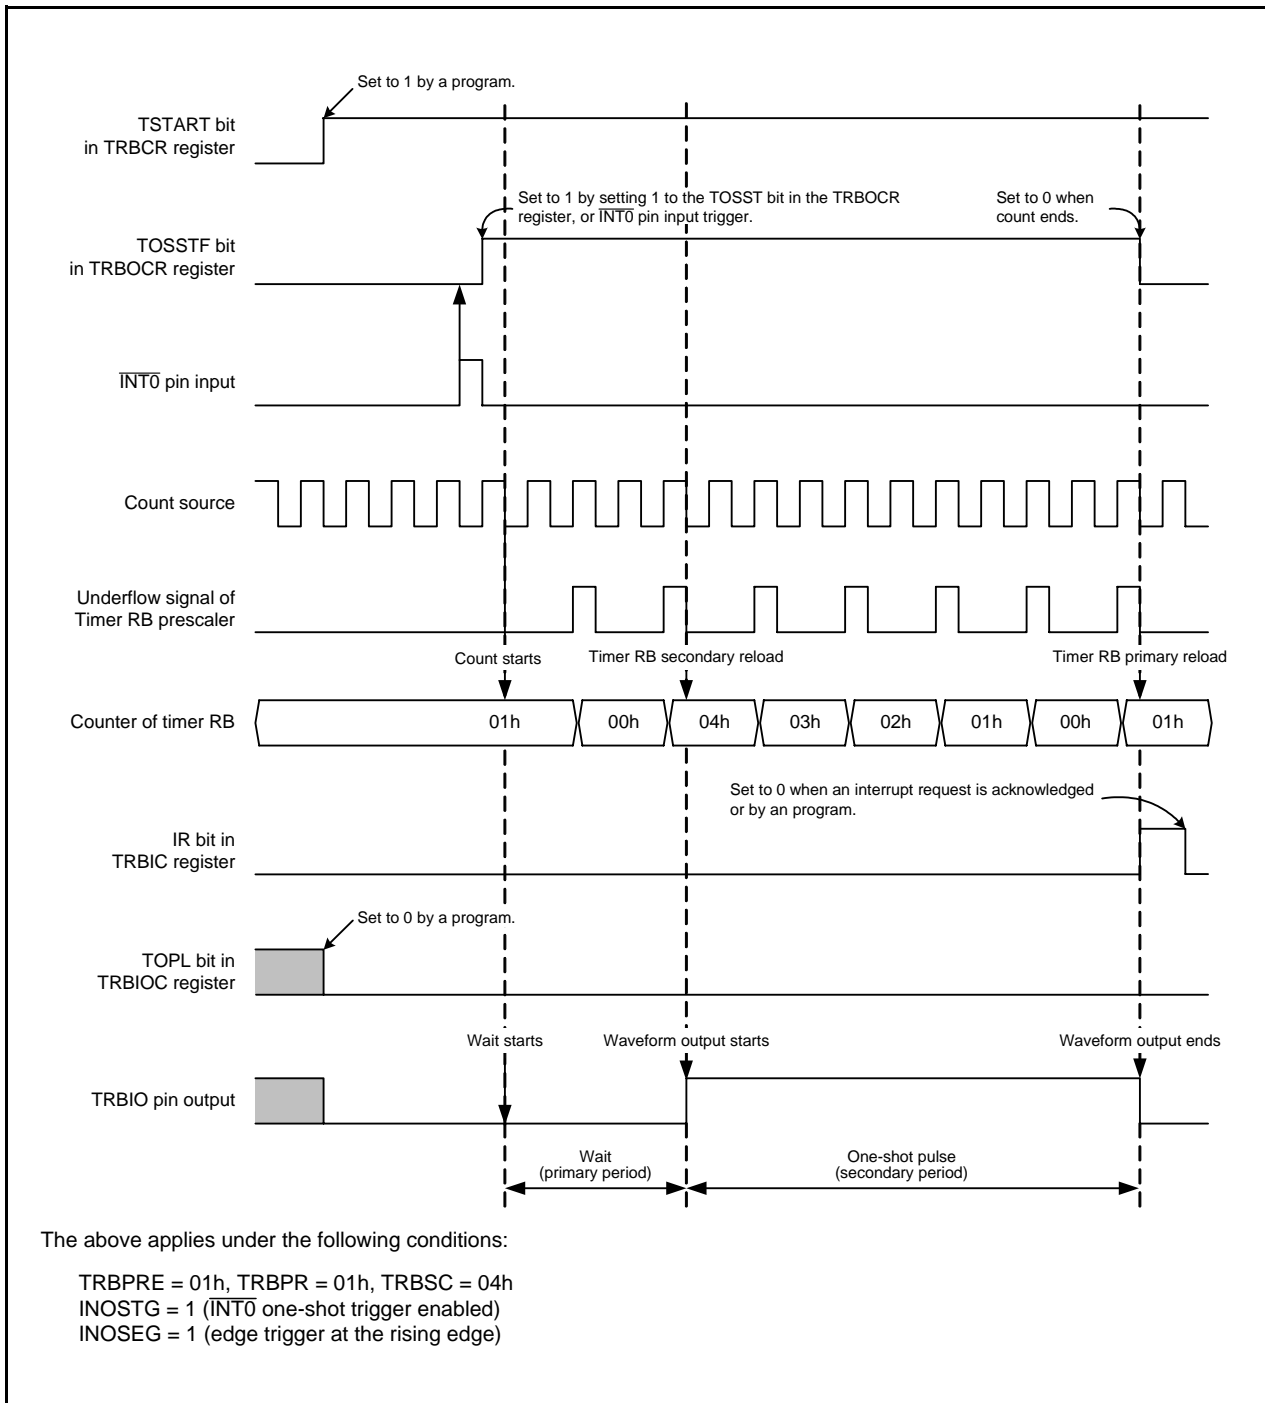 Set to 1 by a program.
TSTART bit
in TRBCR register
Set to 1 by setting 1 to the TOSST bit in the TRBOCR
register, or INT0 pin input trigger.
Set to 0 when
count ends.
TOSSTF bit
in TRBOCR register
INT0 pin input
Count source
Underflow signal of
Timer RB prescaler
Count starts
Timer RB secondary reload
Timer RB primary reload
Counter of timer RB
01h
00h
04h
03h
02h
01h
00h
01h
Set to 0 when an interrupt request is acknowledged
or by an program.
IR bit in
TRBIC register
Set to 0 by a program.
TOPL bit in
TRBIOC register
Wait starts
Waveform output starts
Waveform output ends
TRBIO pin output
Wait
(primary period)
One-shot pulse
(secondary period)
The above applies under the following conditions:
TRBPRE = 01h, TRBPR = 01h, TRBSC = 04h
INOSTG = 1 (INT0 one-shot trigger enabled)
INOSEG = 1 (edge trigger at the rising edge)